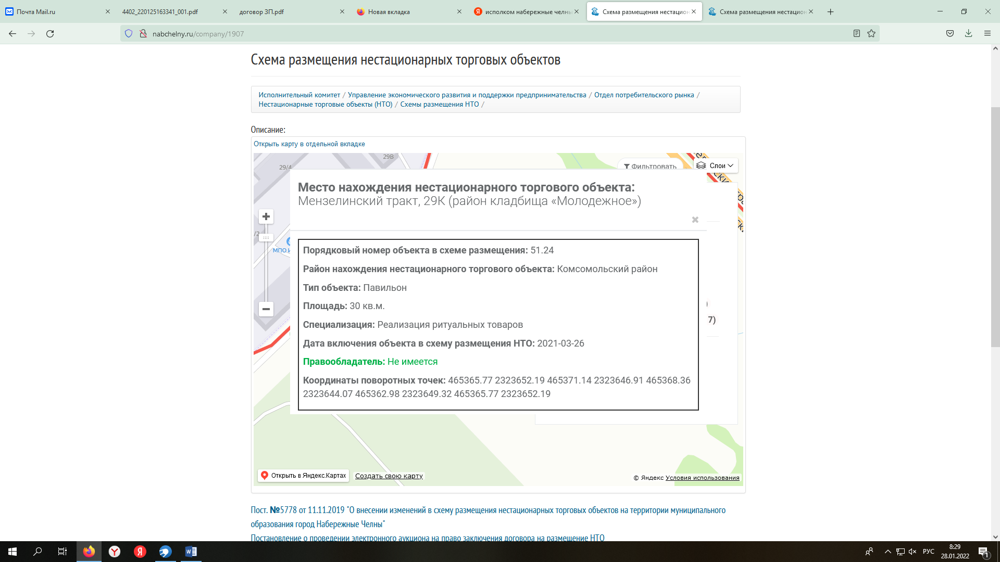 Почта Mail.ru
4402_220125163341_001.pdf
договор ЗП.pdf
Новая вкладка
исполком набережные челны
Схема размещения нестацион
Схема размещения нестацион
nabchelny.ru/company/1907
Схема размещения нестационарных торговых объектов
Исполнительный комитет / Управление экономического развития и поддержки предпринимательства / Отдел потребительского рынка /
Нестационарные торговые объекты (НТО) / Схемы размещения НТО /
Описание:
Открыть карту в отдельной вкладке
29В
29/4
Фильтровать
Слои
Место нахождения нестационарного торгового объекта:
Мензелинский тракт, 29К (район кладбища «Молодежное»)
/2
МПО И
Порядковый номер объекта в схеме размещения: 51.24
Район нахождения нестационарного торгового объекта: Комсомольский район
Тип объекта: Павильон
Площадь: 30 кв.м.
)
7)
Специализация: Реализация ритуальных товаров
Дата включения объекта в схему размещения НТО: 2021-03-26
Правообладатель: Не имеется
Координаты поворотных точек: 465365.77 2323652.19 465371.14 2323646.91 465368.36
2323644.07 465362.98 2323649.32 465365.77 2323652.19
Открыть в Яндекс.Картах
Создать свою карту
© Яндекс Условия использования
Пост. №5778 от 11.11.2019 "О внесении изменений в схему размещения нестационарных торговых объектов на территории муниципального
образования город Набережные Челны"
Постановление о проведении электронного аукциона на право заключения договора на размещение НТО
РУС
8:29
28.01.2022
1